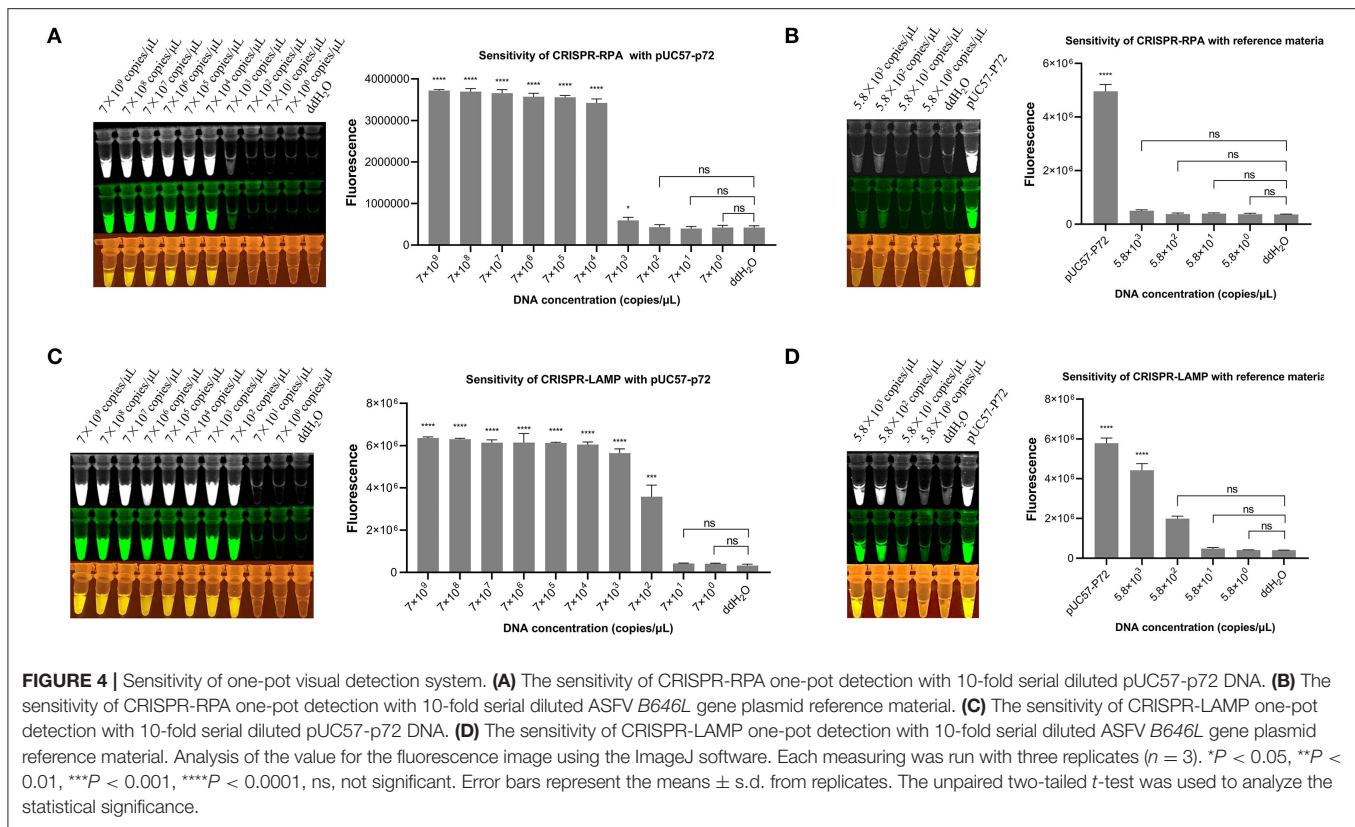 A
7×10⁹ copies/μL
7×10⁸ copies/μL
7×10⁷ copies/μL
7×10⁶ copies/μL
7×10⁵ copies/μL
7×10⁴ copies/μL
7×10³ copies/μL
7×10² copies/μL
7×10¹ copies/μL
7×10⁰ copies/μL
ddH₂O
Sensitivity of CRISPR-RPA with pUC57-p72
Fluorescence
4000000
3000000
2000000
1000000
0
****
****
****
****
****
****
*
ns
ns
ns
7×10⁹
7×10⁸
7×10⁷
7×10⁶
7×10⁵
7×10⁴
7×10³
7×10²
7×10¹
7×10⁰
ddH₂O
DNA concentration (copies/μL)
B
5.8×10³ copies/μL
5.8×10² copies/μL
5.8×10¹ copies/μL
5.8×10⁰ copies/μL
ddH₂O
pUC57-P72
Sensitivity of CRISPR-RPA with reference materia
Fluorescence
6×10⁶
4×10⁶
2×10⁶
0
****
ns
ns
ns
ns
pUC57-P72
5.8×10³
5.8×10²
5.8×10¹
5.8×10⁰
ddH₂O
DNA concentration (copies/μL)
C
7×10⁹ copies/μL
7×10⁸ copies/μL
7×10⁷ copies/μL
7×10⁶ copies/μL
7×10⁵ copies/μL
7×10⁴ copies/μL
7×10³ copies/μL
7×10² copies/μL
7×10¹ copies/μL
7×10⁰ copies/μ
ddH₂O
Sensitivity of CRISPR-LAMP with pUC57-p72
Fluorescence
8×10⁶
6×10⁶
4×10⁶
2×10⁶
0
****
****
****
****
****
****
****
***
ns
ns
7×10⁹
7×10⁸
7×10⁷
7×10⁶
7×10⁵
7×10⁴
7×10³
7×10²
7×10¹
7×10⁰
ddH₂O
DNA concentration (copies/μL)
D
5.8×10³ copies/μL
5.8×10² copies/μL
5.8×10¹ copies/μL
5.8×10⁰ copies/μL
ddH₂O
pUC57-P72
Sensitivity of CRISPR-LAMP with reference materia
Fluorescence
8×10⁶
6×10⁶
4×10⁶
2×10⁶
0
****
****
ns
ns
ns
pUC57-P72
5.8×10³
5.8×10²
5.8×10¹
5.8×10⁰
ddH₂O
DNA concentration (copies/μL)
FIGURE 4 | Sensitivity of one-pot visual detection system. (A) The sensitivity of CRISPR-RPA one-pot detection with 10-fold serial diluted pUC57-p72 DNA. (B) The
sensitivity of CRISPR-RPA one-pot detection with 10-fold serial diluted ASFV B646L gene plasmid reference material. (C) The sensitivity of CRISPR-LAMP one-pot
detection with 10-fold serial diluted pUC57-p72 DNA. (D) The sensitivity of CRISPR-LAMP one-pot detection with 10-fold serial diluted ASFV B646L gene plasmid
reference material. Analysis of the value for the fluorescence image using the ImageJ software. Each measuring was run with three replicates (n = 3). *P < 0.05, **P <
0.01, ***P < 0.001, ****P < 0.0001, ns, not significant. Error bars represent the means ± s.d. from replicates. The unpaired two-tailed t-test was used to analyze the
statistical significance.